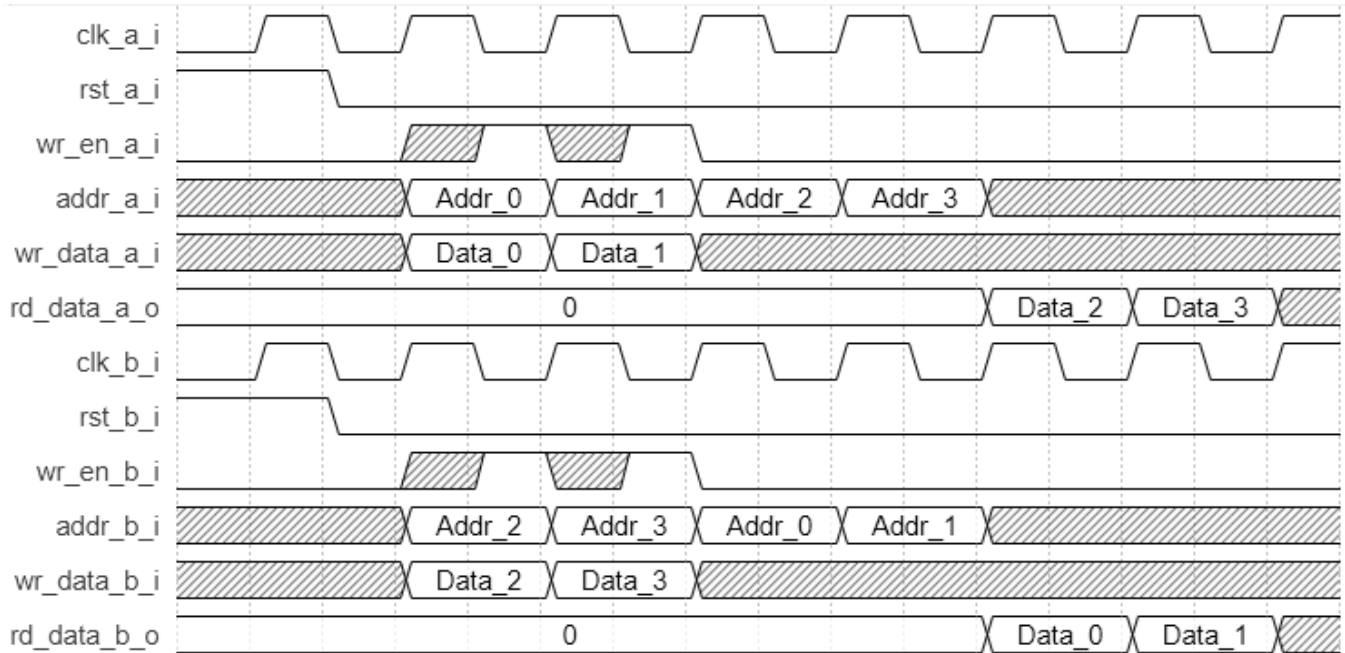 clk_a_i
rst_a_i
wr_en_a_i
addr_a_i Addr_0 Addr_1 Addr_2 Addr_3
wr_data_a_i Data_0 Data_1
rd_data_a_o 0 Data_2 Data_3
clk_b_i
rst_b_i
wr_en_b_i
addr_b_i Addr_2 Addr_3 Addr_0 Addr_1
wr_data_b_i Data_2 Data_3
rd_data_b_o 0 Data_0 Data_1